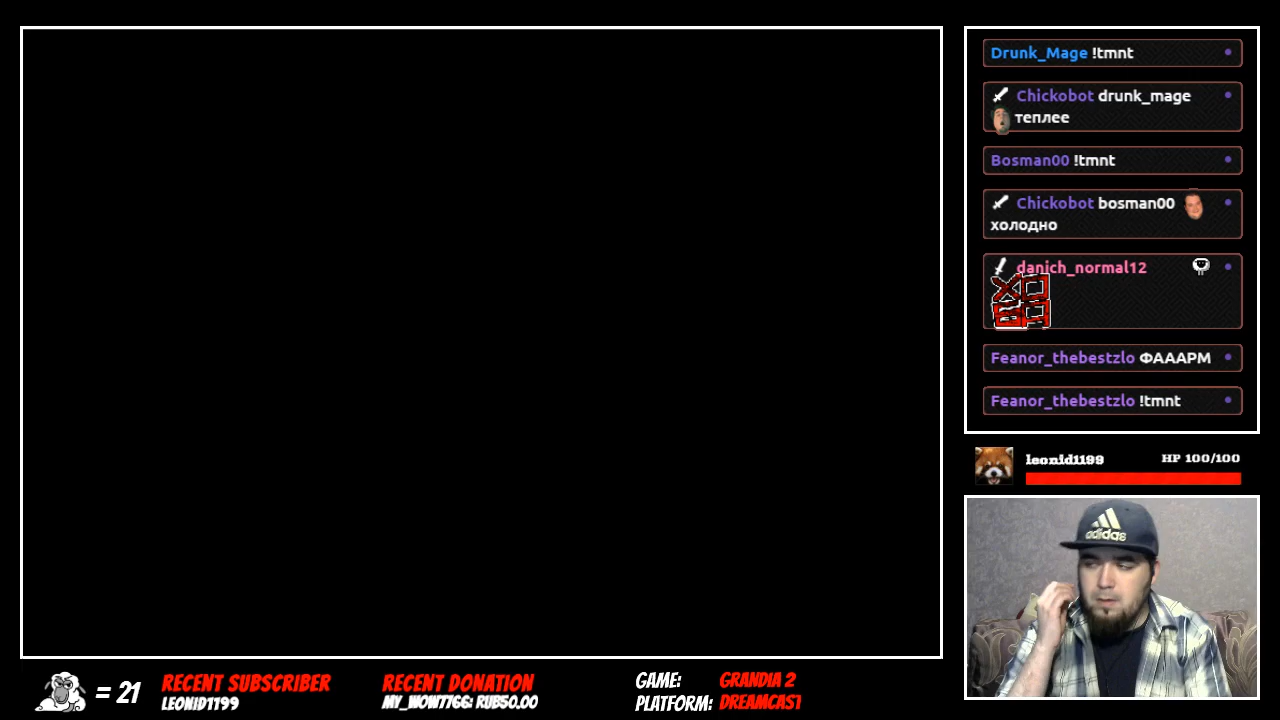 Drunk_Mage !tmnt
Chickobot drunk_mage
теплее
Bosman00 !tmnt
Chickobot bosman00
холодно
danich_normal12
Feanor_thebestzlo ФАААРМ
Feanor_thebestzlo !tmnt
leonid1199 HP 100/100
adidas
= 21
RECENT SUBSCRIBER
LEONID1199
RECENT DONATION
MY_WOW7766: RUB50.00
GAME: GRANDIA 2
PLATFORM: DREAMCAST